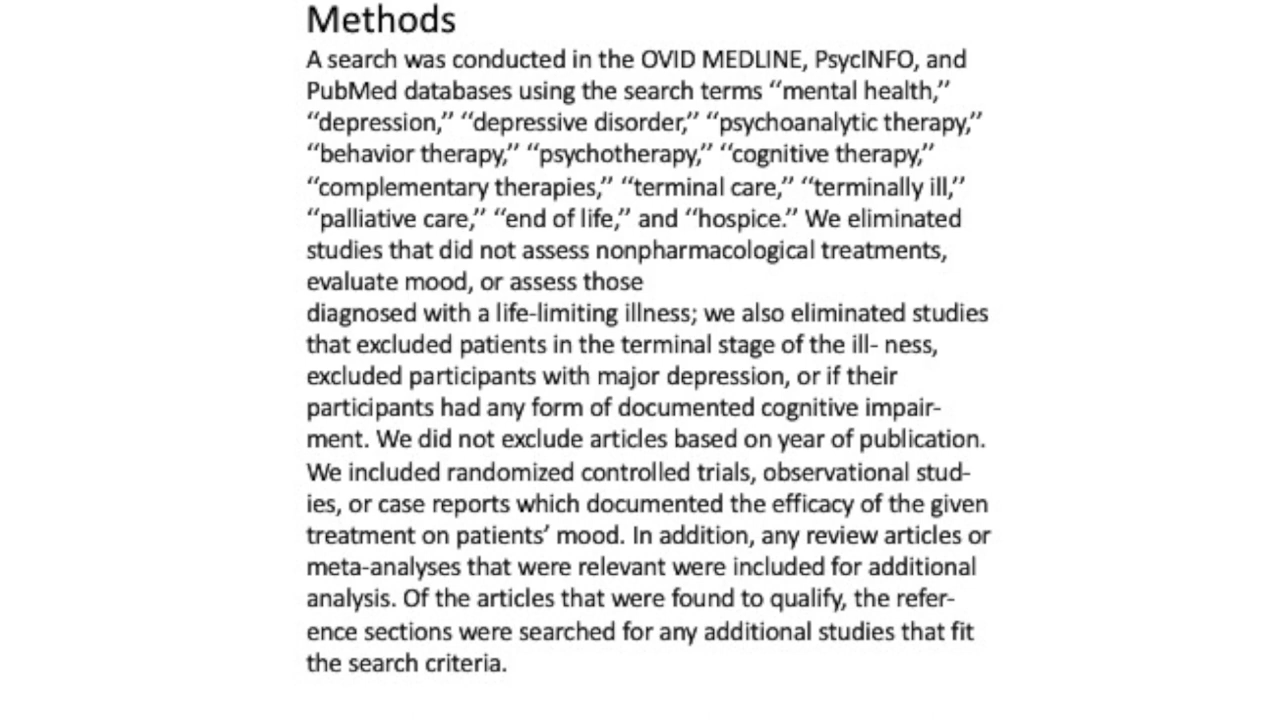 Methods
A search was conducted in the OVID MEDLINE, PsycINFO, and
PubMed databases using the search terms “mental health,”
“depression,” “depressive disorder,” “psychoanalytic therapy,”
“behavior therapy,” “psychotherapy,” “cognitive therapy,”
“complementary therapies,” “terminal care,” “terminally ill,”
“palliative care,” “end of life,” and “hospice.” We eliminated
studies that did not assess nonpharmacological treatments,
evaluate mood, or assess those
diagnosed with a life-limiting illness; we also eliminated studies
that excluded patients in the terminal stage of the ill- ness,
excluded participants with major depression, or if their
participants had any form of documented cognitive impair-
ment. We did not exclude articles based on year of publication.
We included randomized controlled trials, observational stud-
ies, or case reports which documented the efficacy of the given
treatment on patients’ mood. In addition, any review articles or
meta-analyses that were relevant were included for additional
analysis. Of the articles that were found to qualify, the refer-
ence sections were searched for any additional studies that fit
the search criteria.